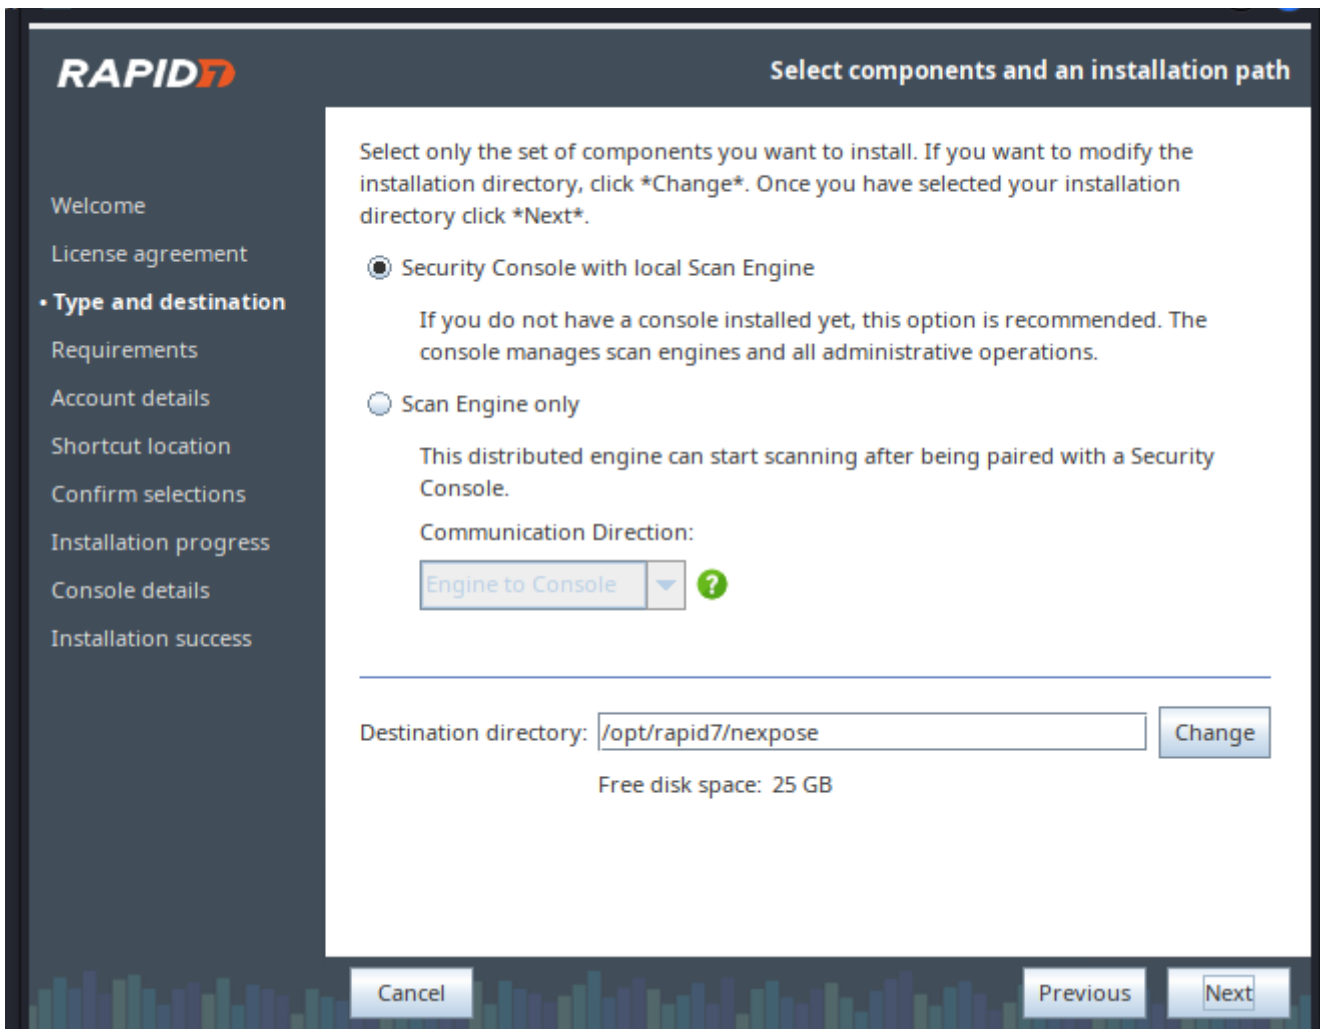 RAPID7
Select components and an installation path
Welcome
License agreement
• Type and destination
Requirements
Account details
Shortcut location
Confirm selections
Installation progress
Console details
Installation success
Select only the set of components you want to install. If you want to modify the
installation directory, click *Change*. Once you have selected your installation
directory click *Next*.
Security Console with local Scan Engine
If you do not have a console installed yet, this option is recommended. The
console manages scan engines and all administrative operations.
Scan Engine only
This distributed engine can start scanning after being paired with a Security
Console.
Communication Direction:
Engine to Console
?
Destination directory: /opt/rapid7/nexpose Change
Free disk space: 25 GB
Cancel Previous Next